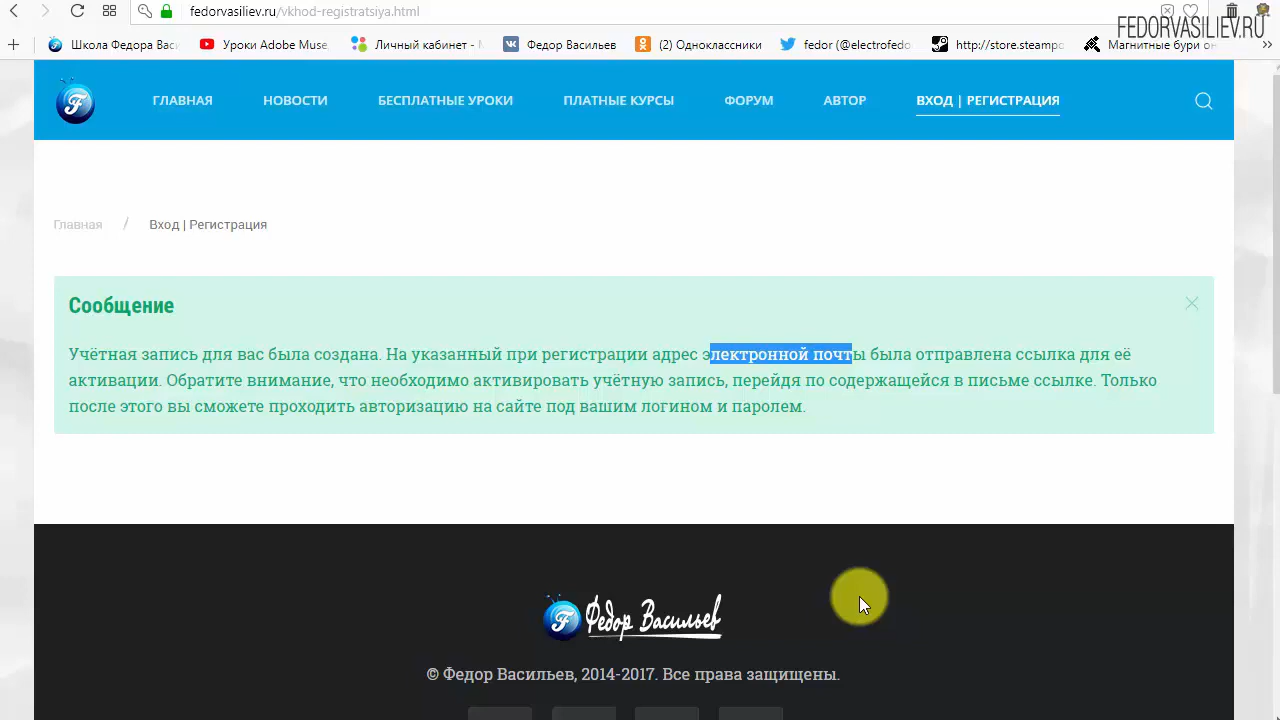 fedorvasiliev.ru/vkhod-registratsiya.html
FEDORVASILIEV.RU
Школа Федора Васи
Уроки Adobe Muse,
Личный кабинет -
Федор Васильев
(2) Одноклассники
fedor (@electrofedo
http://store.steampo
Магнитные бури он
ГЛАВНАЯ
НОВОСТИ
БЕСПЛАТНЫЕ УРОКИ
ПЛАТНЫЕ КУРСЫ
ФОРУМ
АВТОР
ВХОД | РЕГИСТРАЦИЯ
Главная / Вход | Регистрация
Сообщение
Учётная запись для вас была создана. На указанный при регистрации адрес электронной почты была отправлена ссылка для её
активации. Обратите внимание, что необходимо активировать учётную запись, перейдя по содержащейся в письме ссылке. Только
после этого вы сможете проходить авторизацию на сайте под вашим логином и паролем.
Федор Васильев
© Федор Васильев, 2014-2017. Все права защищены.